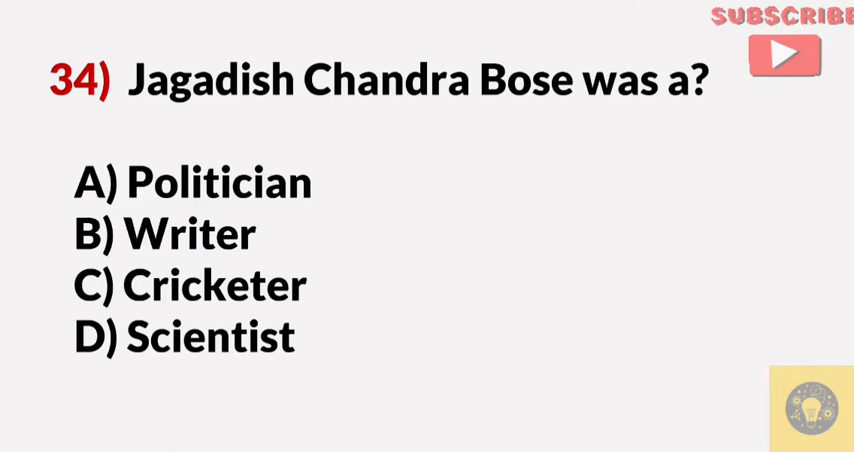 SUBSCRIBE
34) Jagadish Chandra Bose was a?
A) Politician
B) Writer
C) Cricketer
D) Scientist